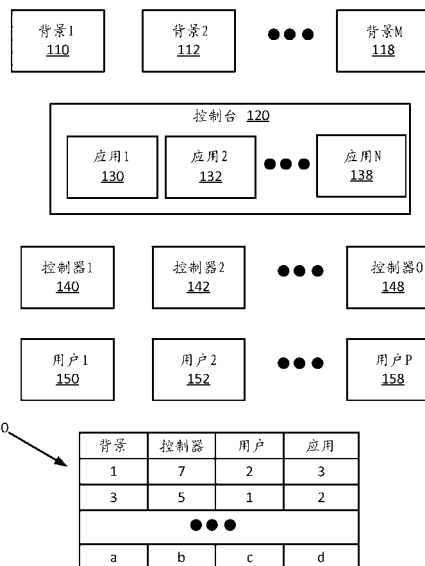 背景1 背景2 背景M
110 112 118
控制台 120
应用1 应用2 应用N
130 132 138
控制器1 控制器2 控制器O
140 142 148
用户1 用户2 用户P
150 152 158
0
背景 控制器 用户 应用
1 7 2 3
3 5 1 2
a b c d